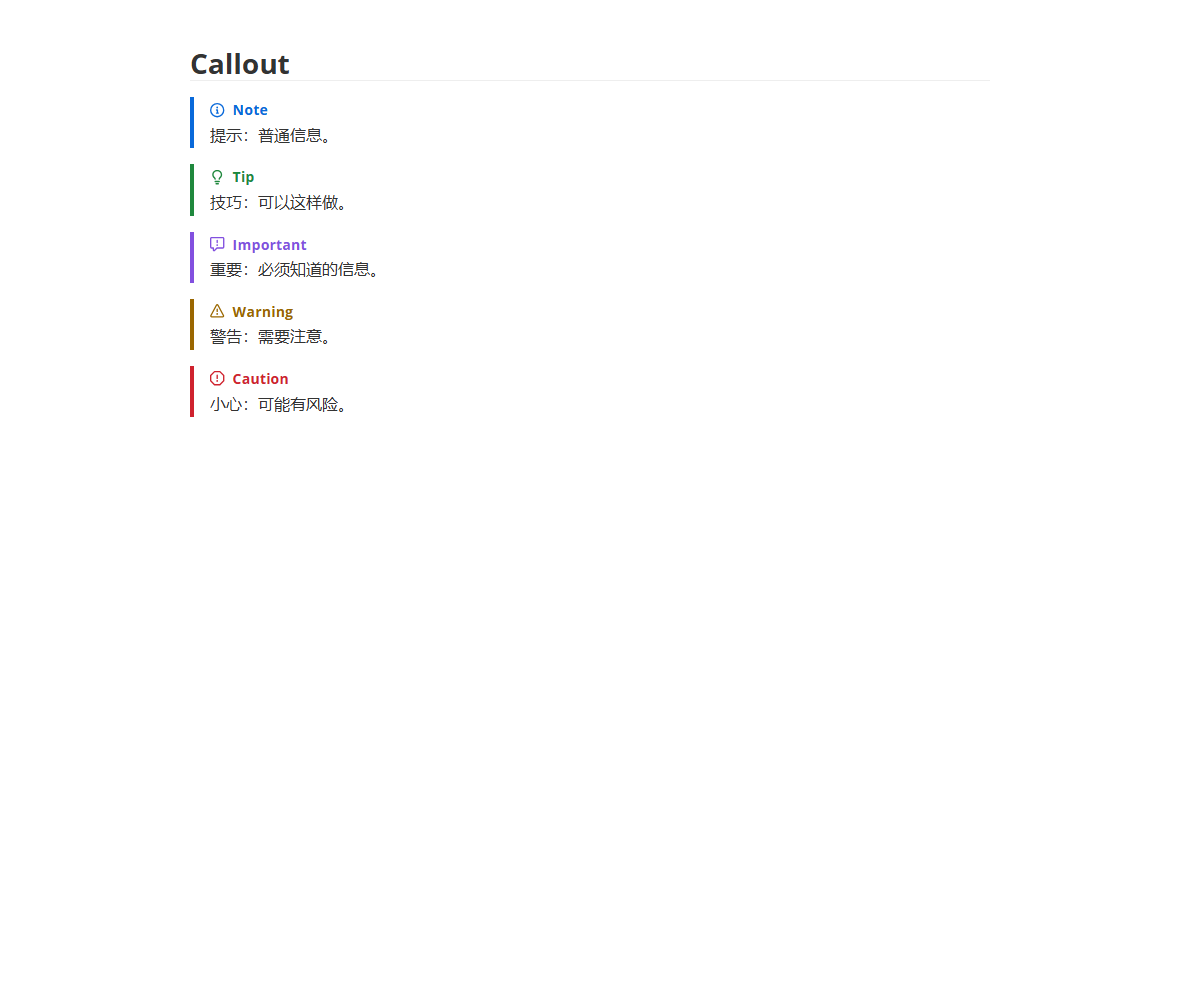 Callout
Note
提示：普通信息。
Tip
技巧：可以这样做。
Important
重要：必须知道的信息。
Warning
警告：需要注意。
Caution
小心：可能有风险。